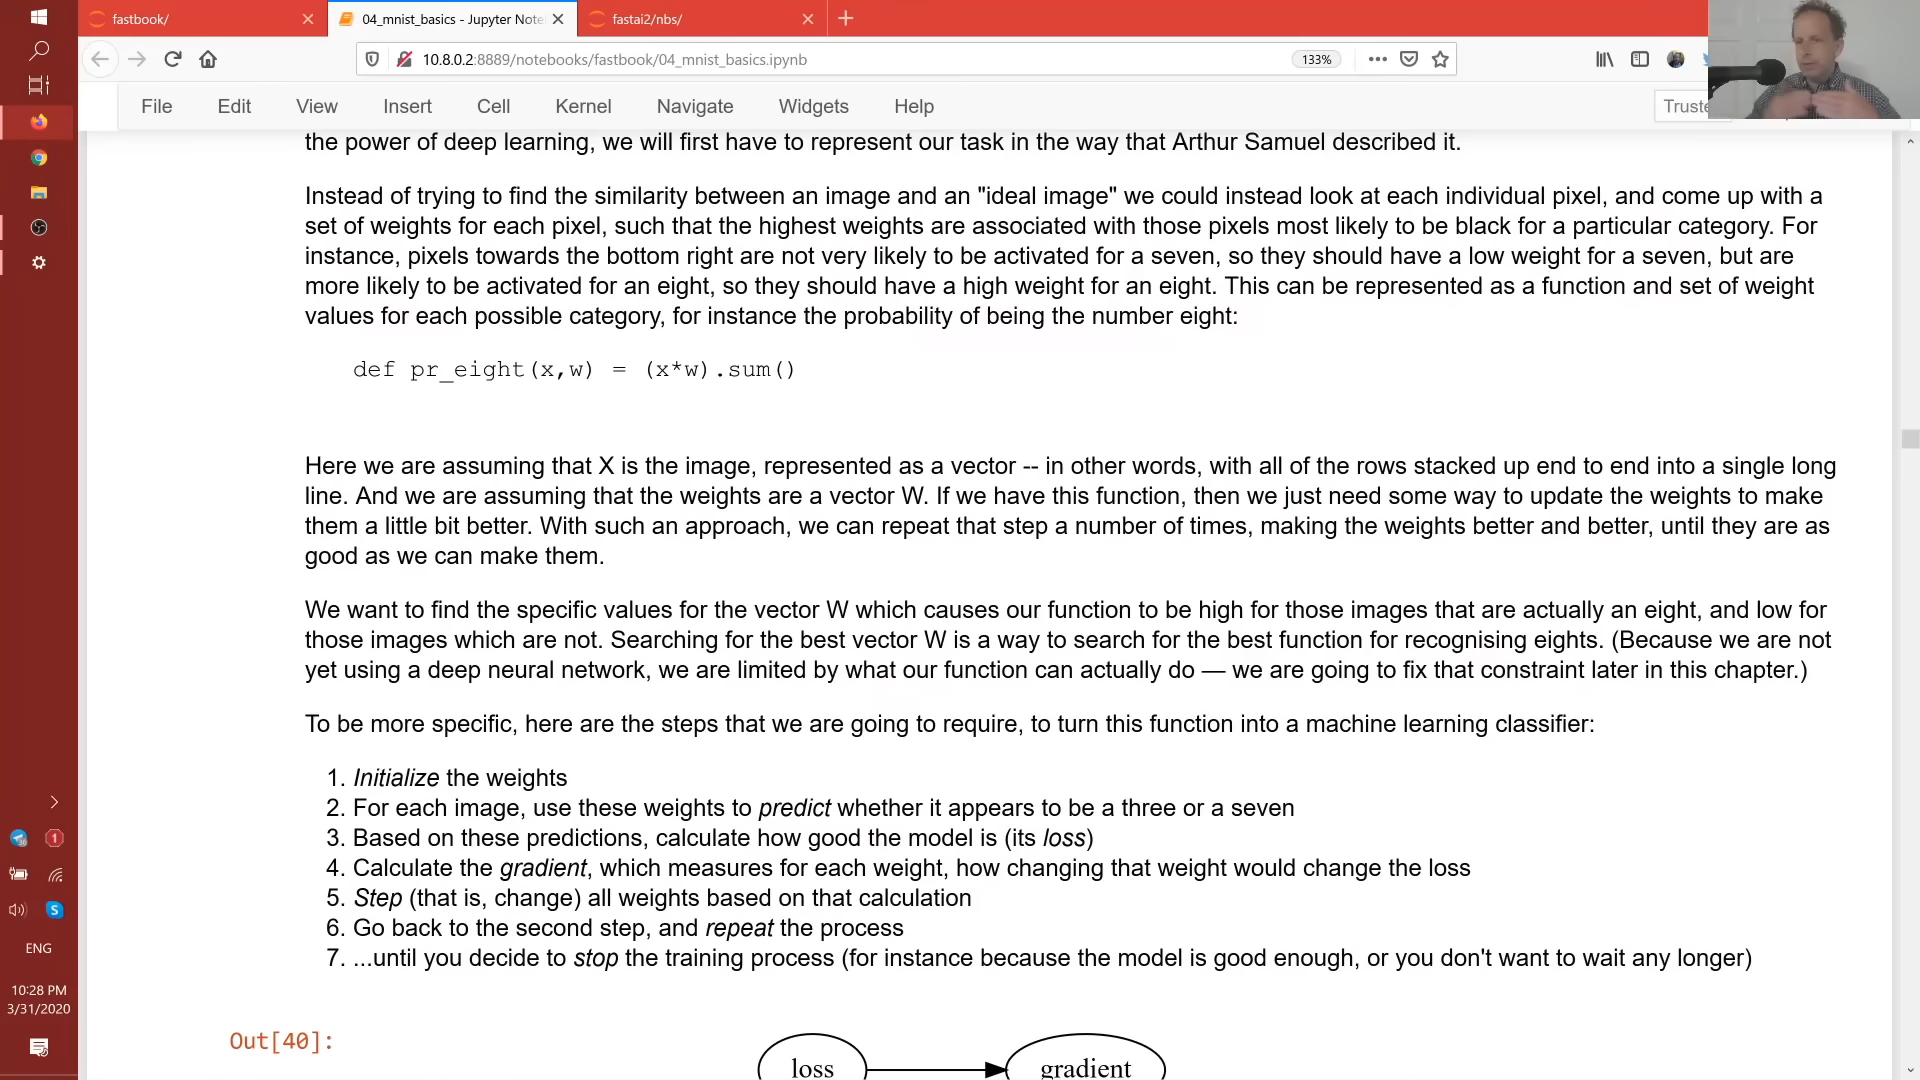 fastbook/
04_mnist_basics - Jupyter Note
fastai2/nbs/
10.8.0.2:8889/notebooks/fastbook/04_mnist_basics.ipynb
133%
File Edit View Insert Cell Kernel Navigate Widgets Help
Truste
the power of deep learning, we will first have to represent our task in the way that Arthur Samuel described it.
Instead of trying to find the similarity between an image and an "ideal image" we could instead look at each individual pixel, and come up with a
set of weights for each pixel, such that the highest weights are associated with those pixels most likely to be black for a particular category. For
instance, pixels towards the bottom right are not very likely to be activated for a seven, so they should have a low weight for a seven, but are
more likely to be activated for an eight, so they should have a high weight for an eight. This can be represented as a function and set of weight
values for each possible category, for instance the probability of being the number eight:
def pr_eight(x,w) = (x*w).sum()
Here we are assuming that X is the image, represented as a vector -- in other words, with all of the rows stacked up end to end into a single long
line. And we are assuming that the weights are a vector W. If we have this function, then we just need some way to update the weights to make
them a little bit better. With such an approach, we can repeat that step a number of times, making the weights better and better, until they are as
good as we can make them.
We want to find the specific values for the vector W which causes our function to be high for those images that are actually an eight, and low for
those images which are not. Searching for the best vector W is a way to search for the best function for recognising eights. (Because we are not
yet using a deep neural network, we are limited by what our function can actually do — we are going to fix that constraint later in this chapter.)
To be more specific, here are the steps that we are going to require, to turn this function into a machine learning classifier:
1. Initialize the weights
2. For each image, use these weights to predict whether it appears to be a three or a seven
3. Based on these predictions, calculate how good the model is (its loss)
4. Calculate the gradient, which measures for each weight, how changing that weight would change the loss
5. Step (that is, change) all weights based on that calculation
6. Go back to the second step, and repeat the process
7. ...until you decide to stop the training process (for instance because the model is good enough, or you don't want to wait any longer)
Out[40]:
loss
gradient
1
S
ENG
10:28 PM
3/31/2020